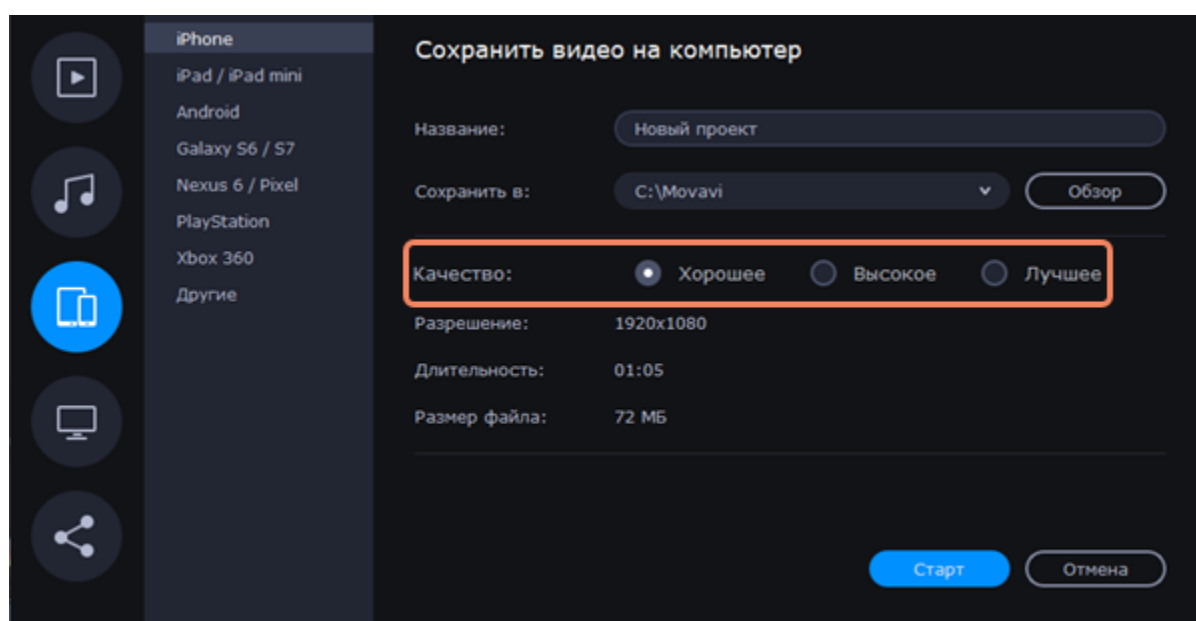 iPhone
iPad / iPad mini
Android
Galaxy S6 / S7
Nexus 6 / Pixel
PlayStation
Xbox 360
Другие
Сохранить видео на компьютер
Название: Новый проект
Сохранить в: C:\Movavi Обзор
Качество: Хорошее Высокое Лучшее
Разрешение: 1920x1080
Длительность: 01:05
Размер файла: 72 МБ
Старт Отмена